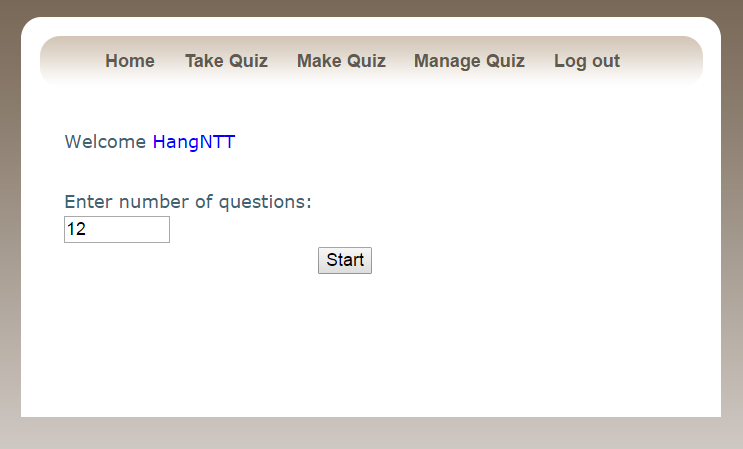 Home Take Quiz Make Quiz Manage Quiz Log out
Welcome HangNTT
Enter number of questions:
12
Start